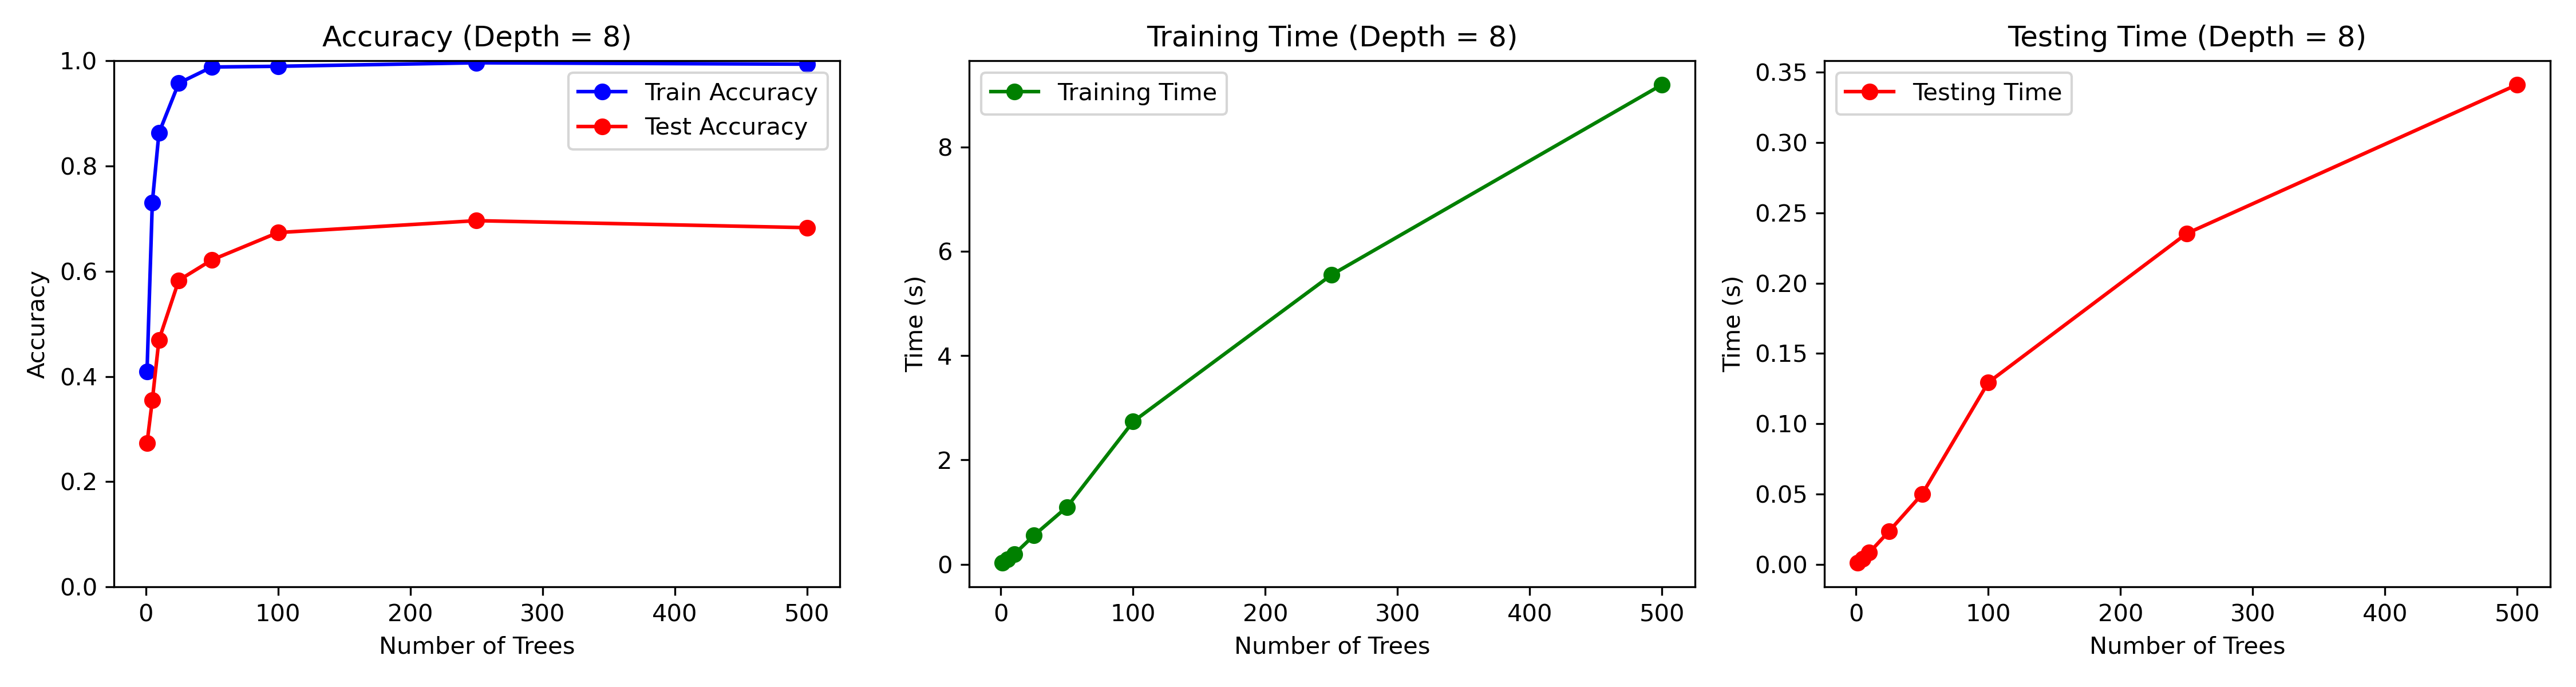 Accuracy (Depth = 8)
1.0
0.8
0.6
0.4
0.2
0.0
Accuracy
Train Accuracy
Test Accuracy
0 100 200 300 400 500
Number of Trees
Training Time (Depth = 8)
8
6
4
2
0
Time (s)
Training Time
0 100 200 300 400 500
Number of Trees
Testing Time (Depth = 8)
0.35
0.30
0.25
0.20
0.15
0.10
0.05
0.00
Time (s)
Testing Time
0 100 200 300 400 500
Number of Trees